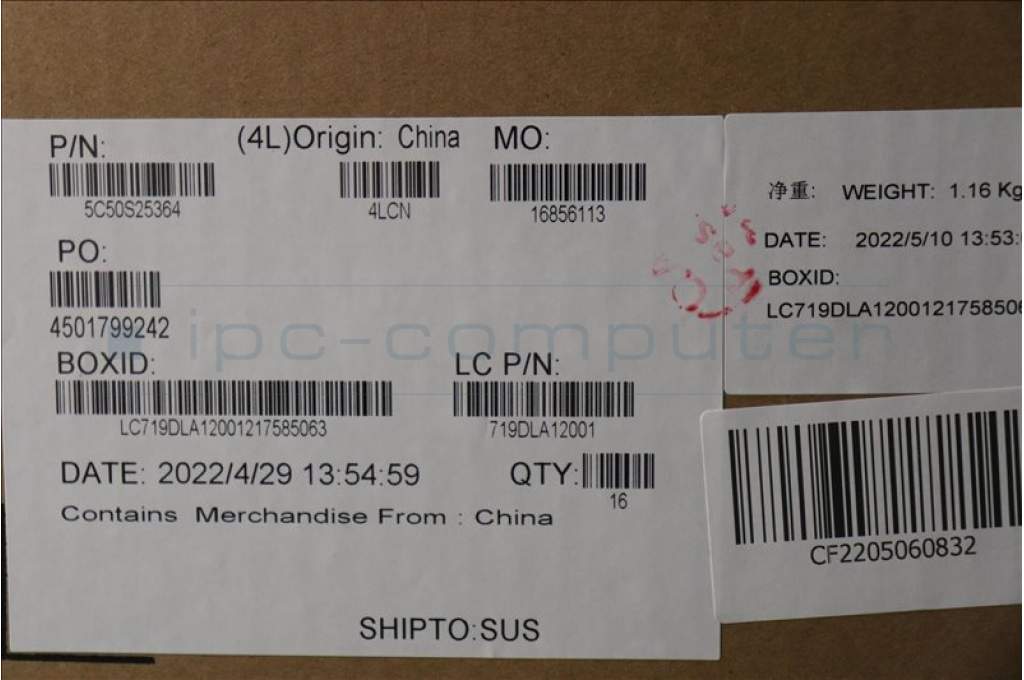 P/N: (4L)Origin: China MO:
5C50S25364 4LCN 16856113
PO:
4501799242
BOXID: LC P/N:
LC719DLA12001217585063 719DLA12001
DATE: 2022/4/29 13:54:59 QTY:
16
Contains Merchandise From : China
SHIPTO:SUS
净重: WEIGHT: 1.16 Kg
DATE: 2022/5/10 13:53:
BOXID:
LC719DLA1200121758506
CF2205060832
ipc-computer